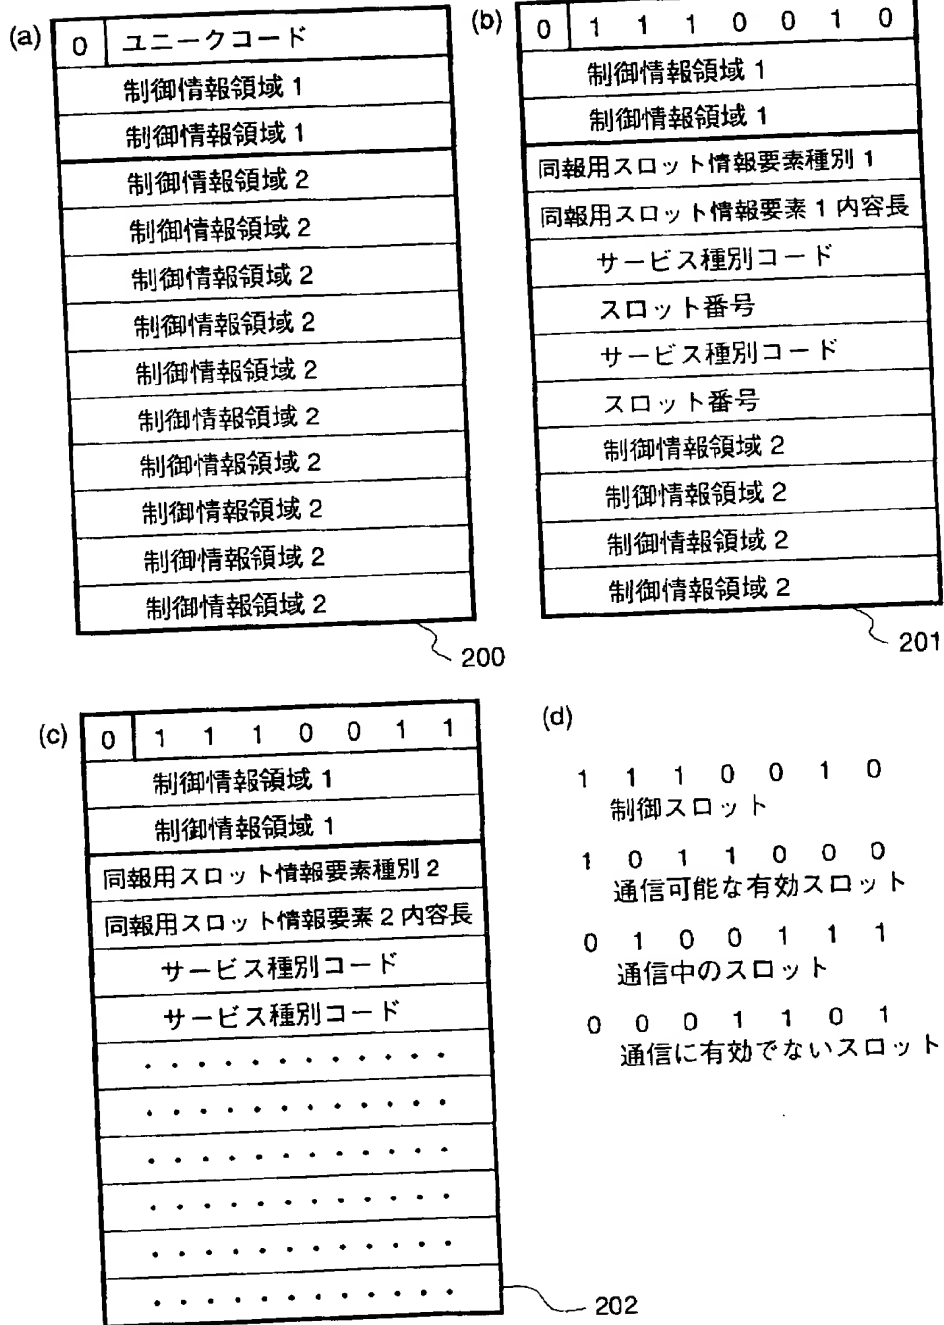 (a)
0 ユニークコード
制御情報領域 1
制御情報領域 1
制御情報領域 2
制御情報領域 2
制御情報領域 2
制御情報領域 2
制御情報領域 2
制御情報領域 2
制御情報領域 2
制御情報領域 2
制御情報領域 2
制御情報領域 2
200
(b)
0 1 1 1 0 0 1 0
制御情報領域 1
制御情報領域 1
同報用スロット情報要素種別 1
同報用スロット情報要素 1 内容長
サービス種別コード
スロット番号
サービス種別コード
スロット番号
制御情報領域 2
制御情報領域 2
制御情報領域 2
制御情報領域 2
201
(c)
0 1 1 1 0 0 1 1
制御情報領域 1
制御情報領域 1
同報用スロット情報要素種別 2
同報用スロット情報要素 2 内容長
サービス種別コード
サービス種別コード
・・・・・・・・・・・・
・・・・・・・・・・・・
・・・・・・・・・・・・
・・・・・・・・・・・・
・・・・・・・・・・・・
・・・・・・・・・・・・
202
(d)
1 1 1 0 0 1 0
制御スロット
1 0 1 1 0 0 0
通信可能な有効スロット
0 1 0 0 1 1 1
通信中のスロット
0 0 0 1 1 0 1
通信に有効でないスロット